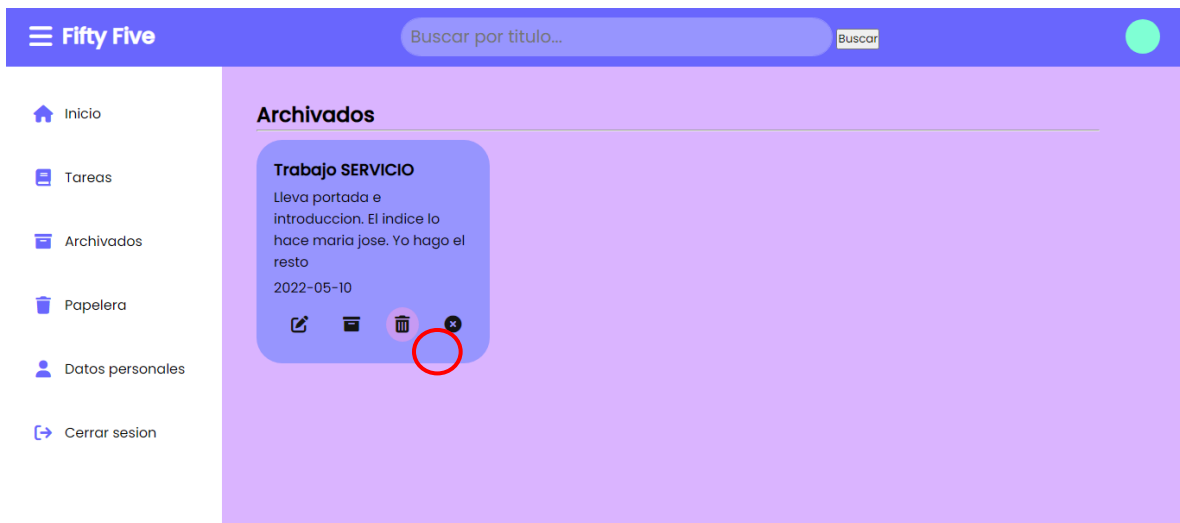 Fifty Five
Buscar por titulo...
Buscar
Inicio
Tareas
Archivados
Papelera
Datos personales
Cerrar sesion
Archivados
Trabajo SERVICIO
Lleva portada e
introduccion. El indice lo
hace maria jose. Yo hago el
resto
2022-05-10